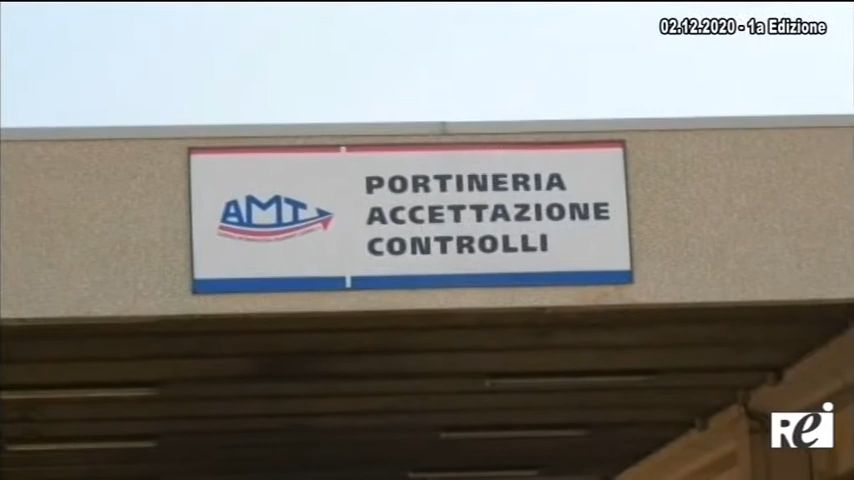 02.12.2020 - 1a Edizione
AMT
PORTINERIA
ACCETTAZIONE
CONTROLLI
Rei